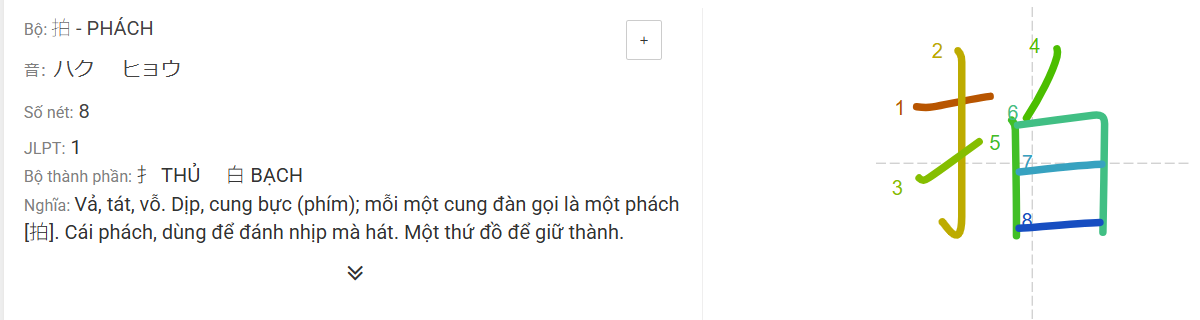 Bộ: 拍 - PHÁCH
+
音: ハク ヒョウ
Số nét: 8
JLPT: 1
Bộ thành phần: 扌 THỦ 白 BẠCH
Nghĩa: Vả, tát, vỗ. Dịp, cung bực (phím); mỗi một cung đàn gọi là một phách
[拍]. Cái phách, dùng để đánh nhịp mà hát. Một thứ đồ để giữ thành.
拍
1
2
3
4
5
6
7
8